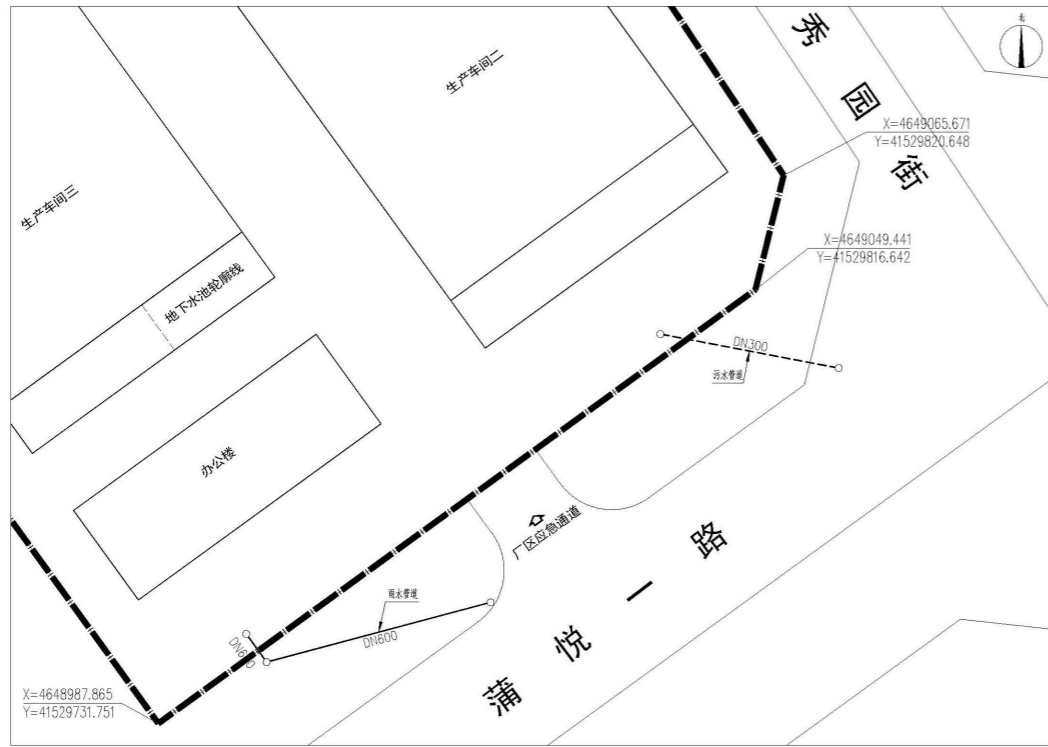 北
秀园街
生产车间二
X=4649065.671
Y=41529820.648
生产车间三
X=4649049.441
Y=41529816.642
地下水池轮廓线
DN300
污水管道
办公楼
厂区应急通道
蒲悦一路
雨水管道
DN600
DN600
X=4648987.865
Y=41529731.751